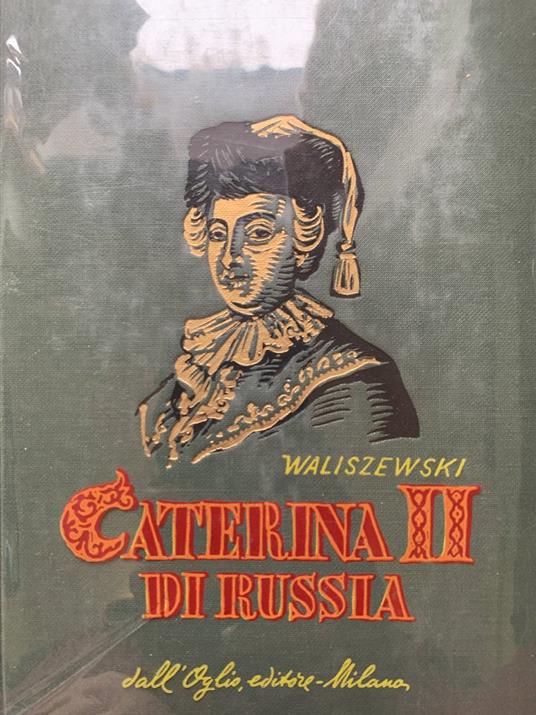 WALISZEWSKI
CATERINA II
DI RUSSIA
dall'Oglio, editore-Milano